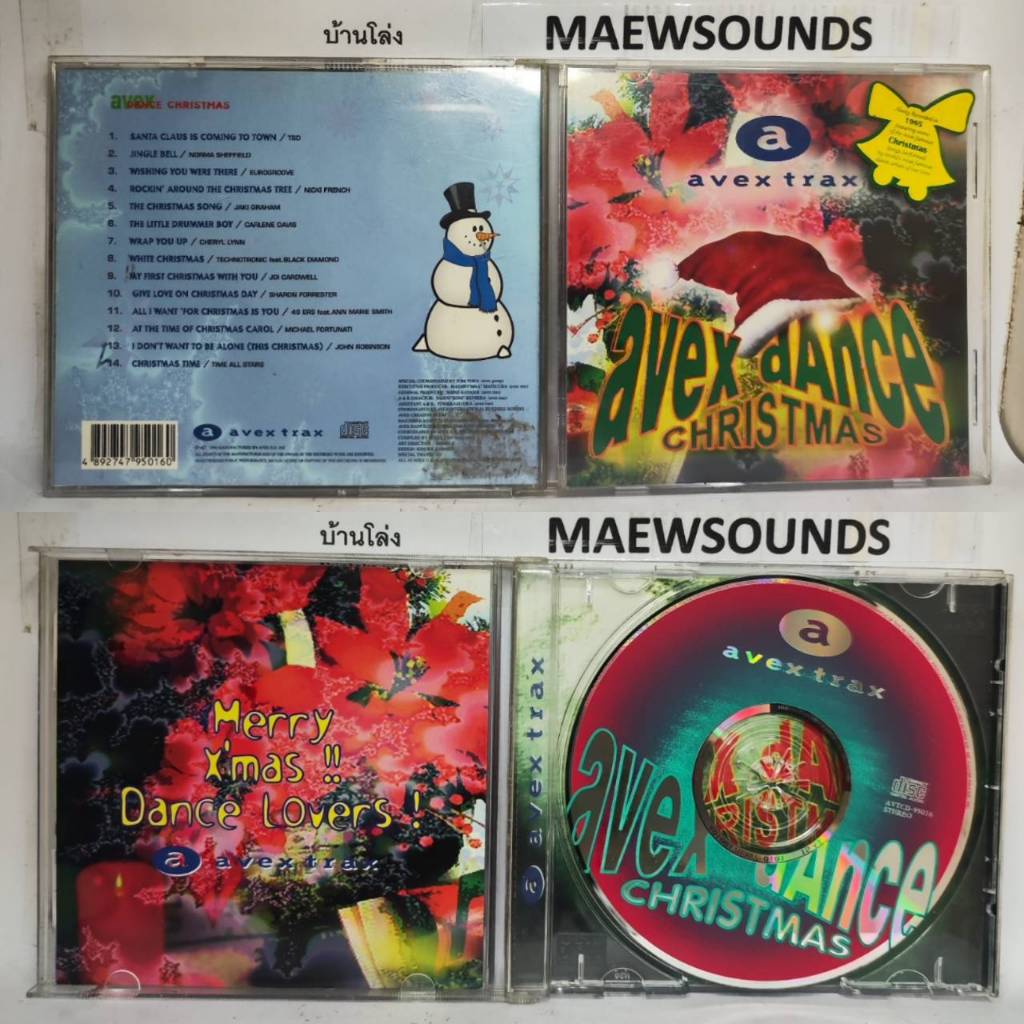 บ้านโล่ง
MAEWSOUNDS
avex
DANCE CHRISTMAS
1. SANTA CLAUS IS COMING TO TOWN / TSD
2. JINGLE BELL / NORMA SHEFFIELD
3. WISHING YOU WERE THERE / EUROGROOVE
4. ROCKIN' AROUND THE CHRISTMAS TREE / NICKI FRENCH
5. THE CHRISTMAS SONG / JAKI GRAHAM
6. THE LITTLE DRUMMER BOY / CARLENE DAVIS
7. WRAP YOU UP / CHERYL LYNN
8. WHITE CHRISTMAS / TECHNOTRONIC feat. BLACK DIAMOND
9. MY FIRST CHRISTMAS WITH YOU / JOI CARDWELL
10. GIVE LOVE ON CHRISTMAS DAY / SHARON FORRESTER
11. ALL I WANT FOR CHRISTMAS IS YOU / 49 ERS feat. ANN MARIE SMITH
12. AT THE TIME OF CHRISTMAS CAROL / MICHAEL FORTUNATI
13. I DON'T WANT TO BE ALONE (THIS CHRISTMAS) / JOHN ROBINSON
14. CHRISTMAS TIME / TIME ALL STARS
4 892747 950160
a avex trax
disc
a
avex trax
1995
Christmas
avex dAnce
CHRISTMAS
บ้านโล่ง
MAEWSOUNDS
Merry
X'mas !!
Dance Lovers !
a avex trax
a avex trax
a
avex trax
disc
STEREO
avex dAnce
CHRISTMAS